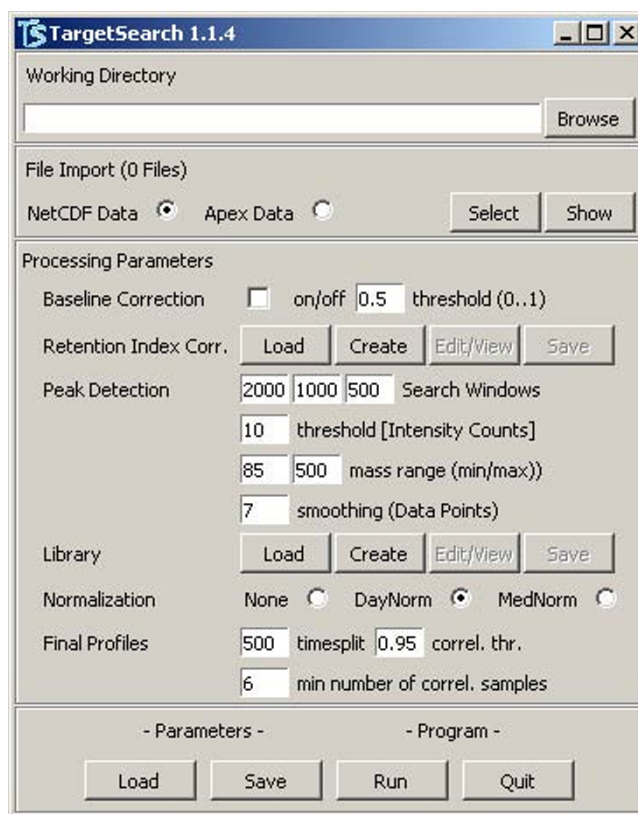 TS TargetSearch 1.1.4
Working Directory
Browse
File Import (0 Files)
NetCDF Data Apex Data Select Show
Processing Parameters
Baseline Correction on/off 0.5 threshold (0..1)
Retention Index Corr. Load Create Edit/View Save
Peak Detection 2000 1000 500 Search Windows
10 threshold [Intensity Counts]
85 500 mass range (min/max))
7 smoothing (Data Points)
Library Load Create Edit/View Save
Normalization None DayNorm MedNorm
Final Profiles 500 timesplit 0.95 correl. thr.
6 min number of correl. samples
- Parameters - - Program -
Load Save Run Quit